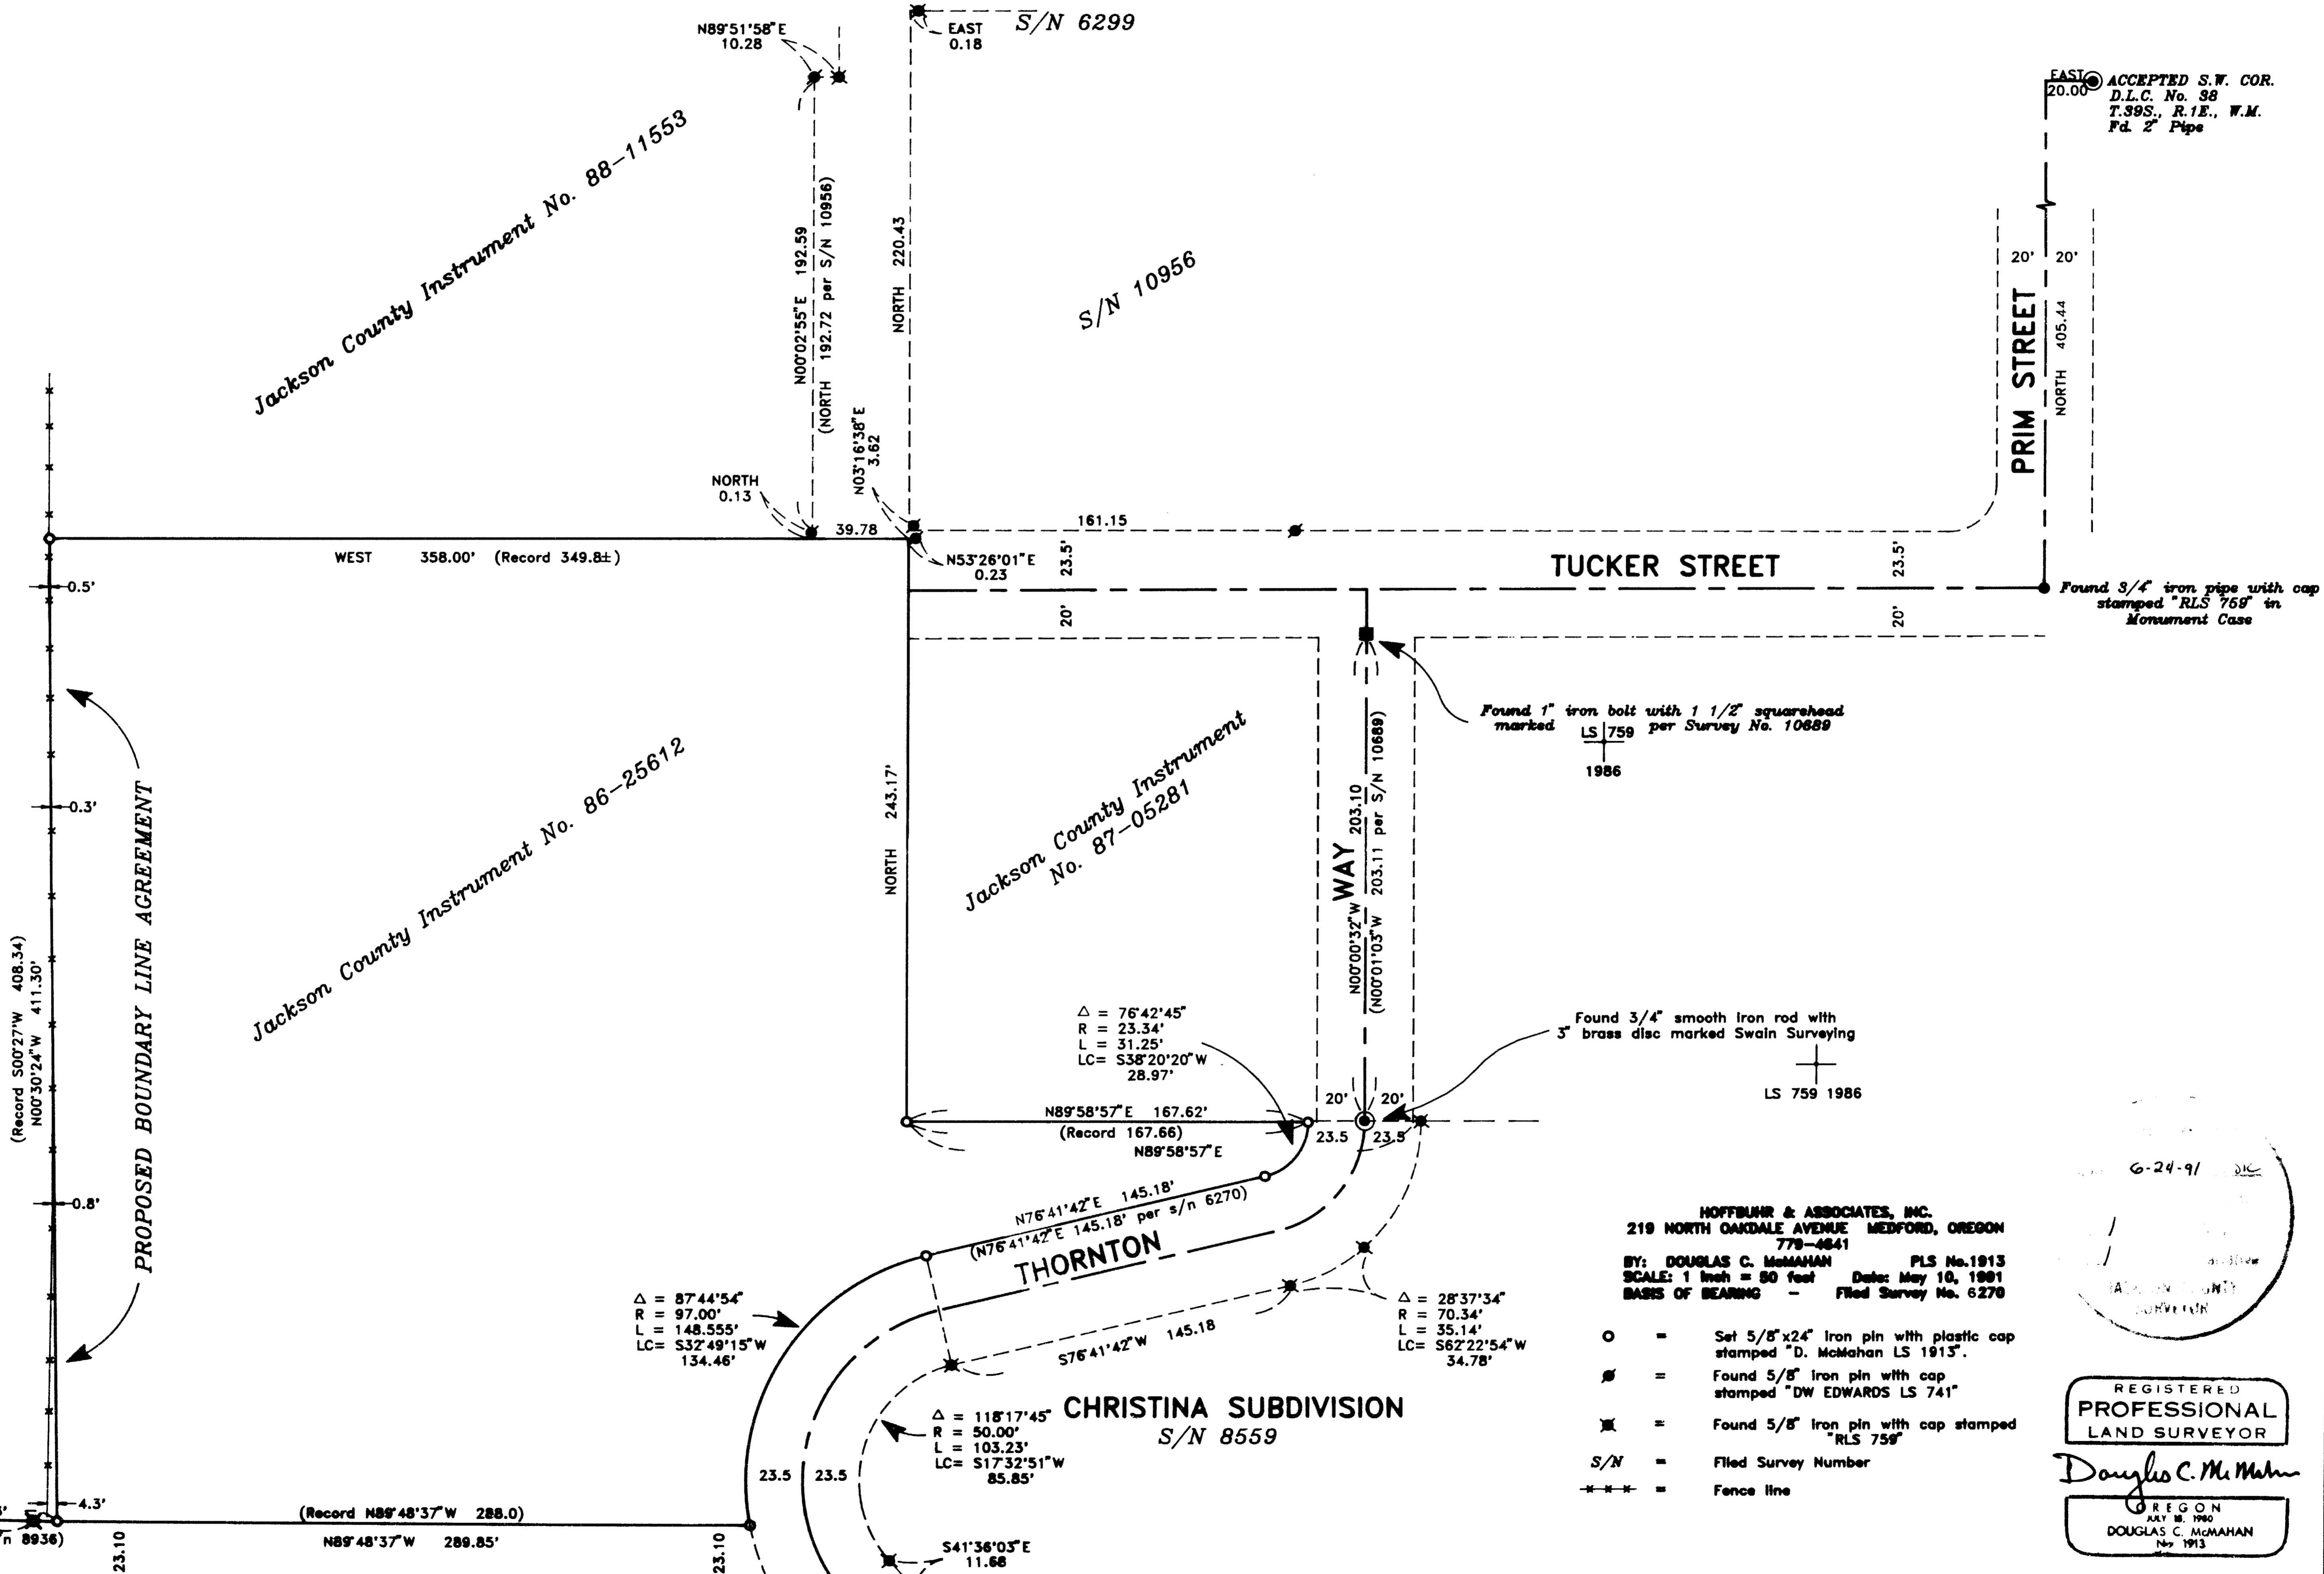 S/N 6299
N89°51'58"E
10.28
EAST
0.18
EAST
20.00
ACCEPTED S.W. COR.
D.L.C. No. 38
T.39S., R.1E., W.M.
Fd. 2" Pipe
Jackson County Instrument No. 88-11553
N00°02'55"E 192.59
(NORTH 192.72 per S/N 10956)
NORTH 220.43
S/N 10956
20' 20'
PRIM STREET
NORTH 405.44
N03°16'38"E
3.62
NORTH
0.13
39.78
161.15
WEST 358.00' (Record 349.8±)
N53°26'01"E
0.23
23.5'
TUCKER STREET
23.5'
20'
20'
Found 3/4" iron pipe with cap
stamped "RLS 759" in
Monument Case
0.5'
Found 1" iron bolt with 1 1/2" squarehead
marked LS 759 per Survey No. 10689
1986
Jackson County Instrument No. 86-25612
NORTH 243.17'
Jackson County Instrument
No. 87-05281
WAY
N00°00'32"W 203.10
(N00°01'03"W 203.11 per S/N 10689)
0.3'
PROPOSED BOUNDARY LINE AGREEMENT
(Record S00°27'W 408.34)
N00°30'24"W 411.30'
Δ = 76°42'45"
R = 23.34'
L = 31.25'
LC= S38°20'20"W
28.97'
Found 3/4" smooth iron rod with
3" brass disc marked Swain Surveying
LS 759 1986
20' 20'
N89°58'57"E 167.62'
(Record 167.66)
N89°58'57"E
23.5 23.5
0.8'
N76°41'42"E 145.18'
(N76°41'42"E 145.18' per s/n 6270)
THORNTON
Δ = 87°44'54"
R = 97.00'
L = 148.555'
LC= S32°49'15"W
134.46'
S76°41'42"W 145.18
Δ = 28°37'34"
R = 70.34'
L = 35.14'
LC= S62°22'54"W
34.78'
CHRISTINA SUBDIVISION
S/N 8559
Δ = 118°17'45"
R = 50.00'
L = 103.23'
LC= S17°32'51"W
85.85'
23.5 23.5
4.3'
n 8936)
(Record N89°48'37"W 288.0)
N89°48'37"W 289.85'
23.10
23.10
S41°36'03"E
11.68
6-24-91
COUNTY
SURVEYOR
HOFFBUHR & ASSOCIATES, INC.
219 NORTH OAKDALE AVENUE MEDFORD, OREGON
779-4641
BY: DOUGLAS C. McMAHAN PLS No.1913
SCALE: 1 inch = 50 feet Date: May 10, 1991
BASIS OF BEARING - Filed Survey No. 6270
= Set 5/8"x24" iron pin with plastic cap
stamped "D. McMahan LS 1913".
= Found 5/8" iron pin with cap
stamped "DW EDWARDS LS 741"
= Found 5/8" iron pin with cap stamped
"RLS 759"
S/N = Filed Survey Number
= Fence line
REGISTERED
PROFESSIONAL
LAND SURVEYOR
Douglas C. McMahan
OREGON
JULY 18, 1980
DOUGLAS C. McMAHAN
No. 1913